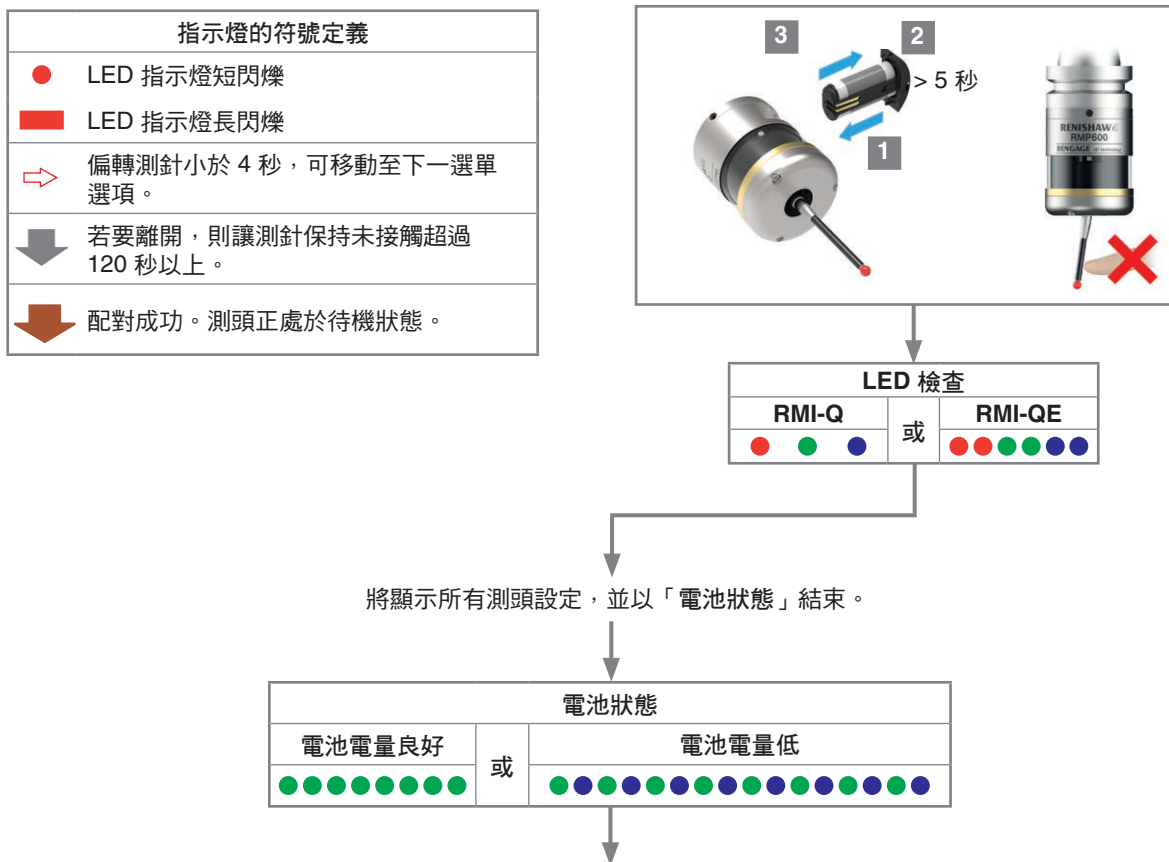 指示燈的符號定義
LED 指示燈短閃爍
LED 指示燈長閃爍
偏轉測針小於 4 秒，可移動至下一選單
選項。
若要離開，則讓測針保持未接觸超過
120 秒以上。
配對成功。測頭正處於待機狀態。
3
2
> 5 秒
1
RENISHAW
RMP600
RENGAGE
LED 檢查
RMI-Q
或
RMI-QE
將顯示所有測頭設定，並以「電池狀態」結束。
電池狀態
電池電量良好
或
電池電量低